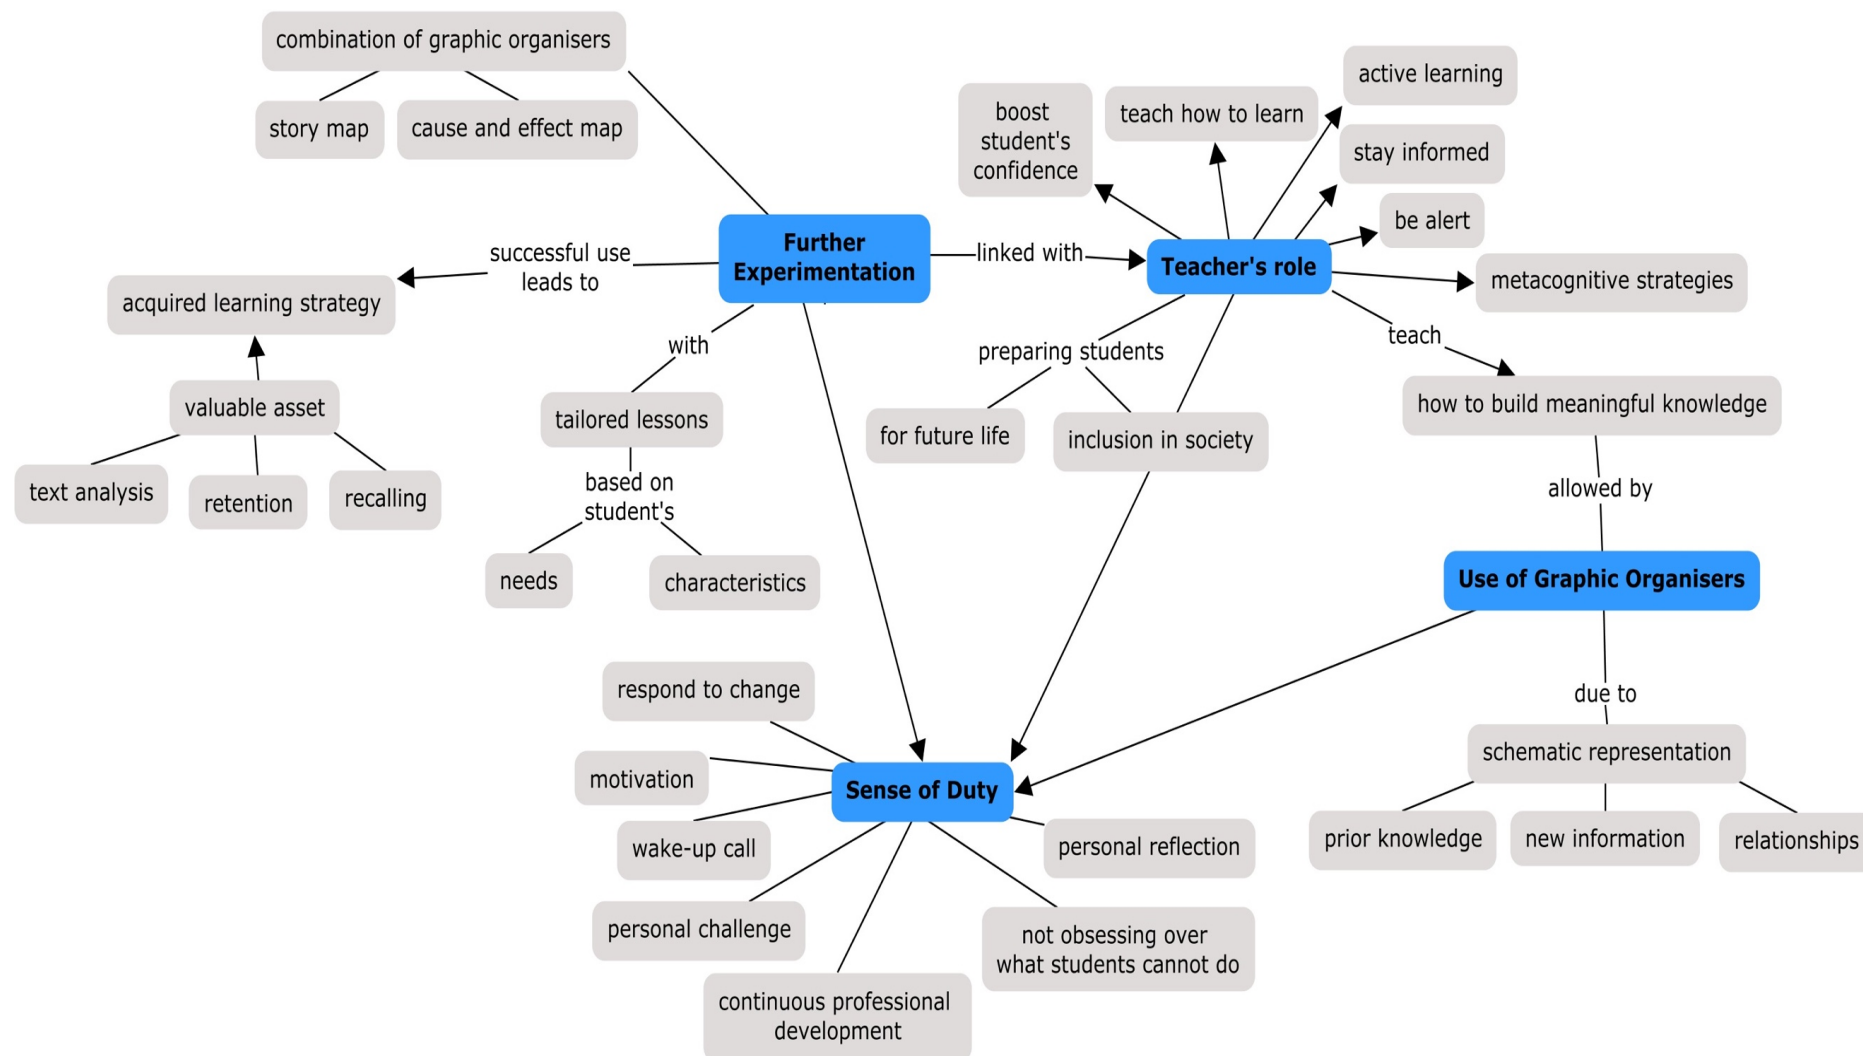 combination of graphic organisers
story map
cause and effect map
active learning
boost
student's
confidence
teach how to learn
stay informed
be alert
Further
Experimentation
linked with
Teacher's role
metacognitive strategies
successful use
leads to
acquired learning strategy
valuable asset
text analysis
retention
recalling
with
tailored lessons
based on
student's
needs
characteristics
preparing students
for future life
inclusion in society
teach
how to build meaningful knowledge
allowed by
Use of Graphic Organisers
due to
schematic representation
prior knowledge
new information
relationships
respond to change
motivation
Sense of Duty
wake-up call
personal reflection
personal challenge
not obsessing over
what students cannot do
continuous professional
development